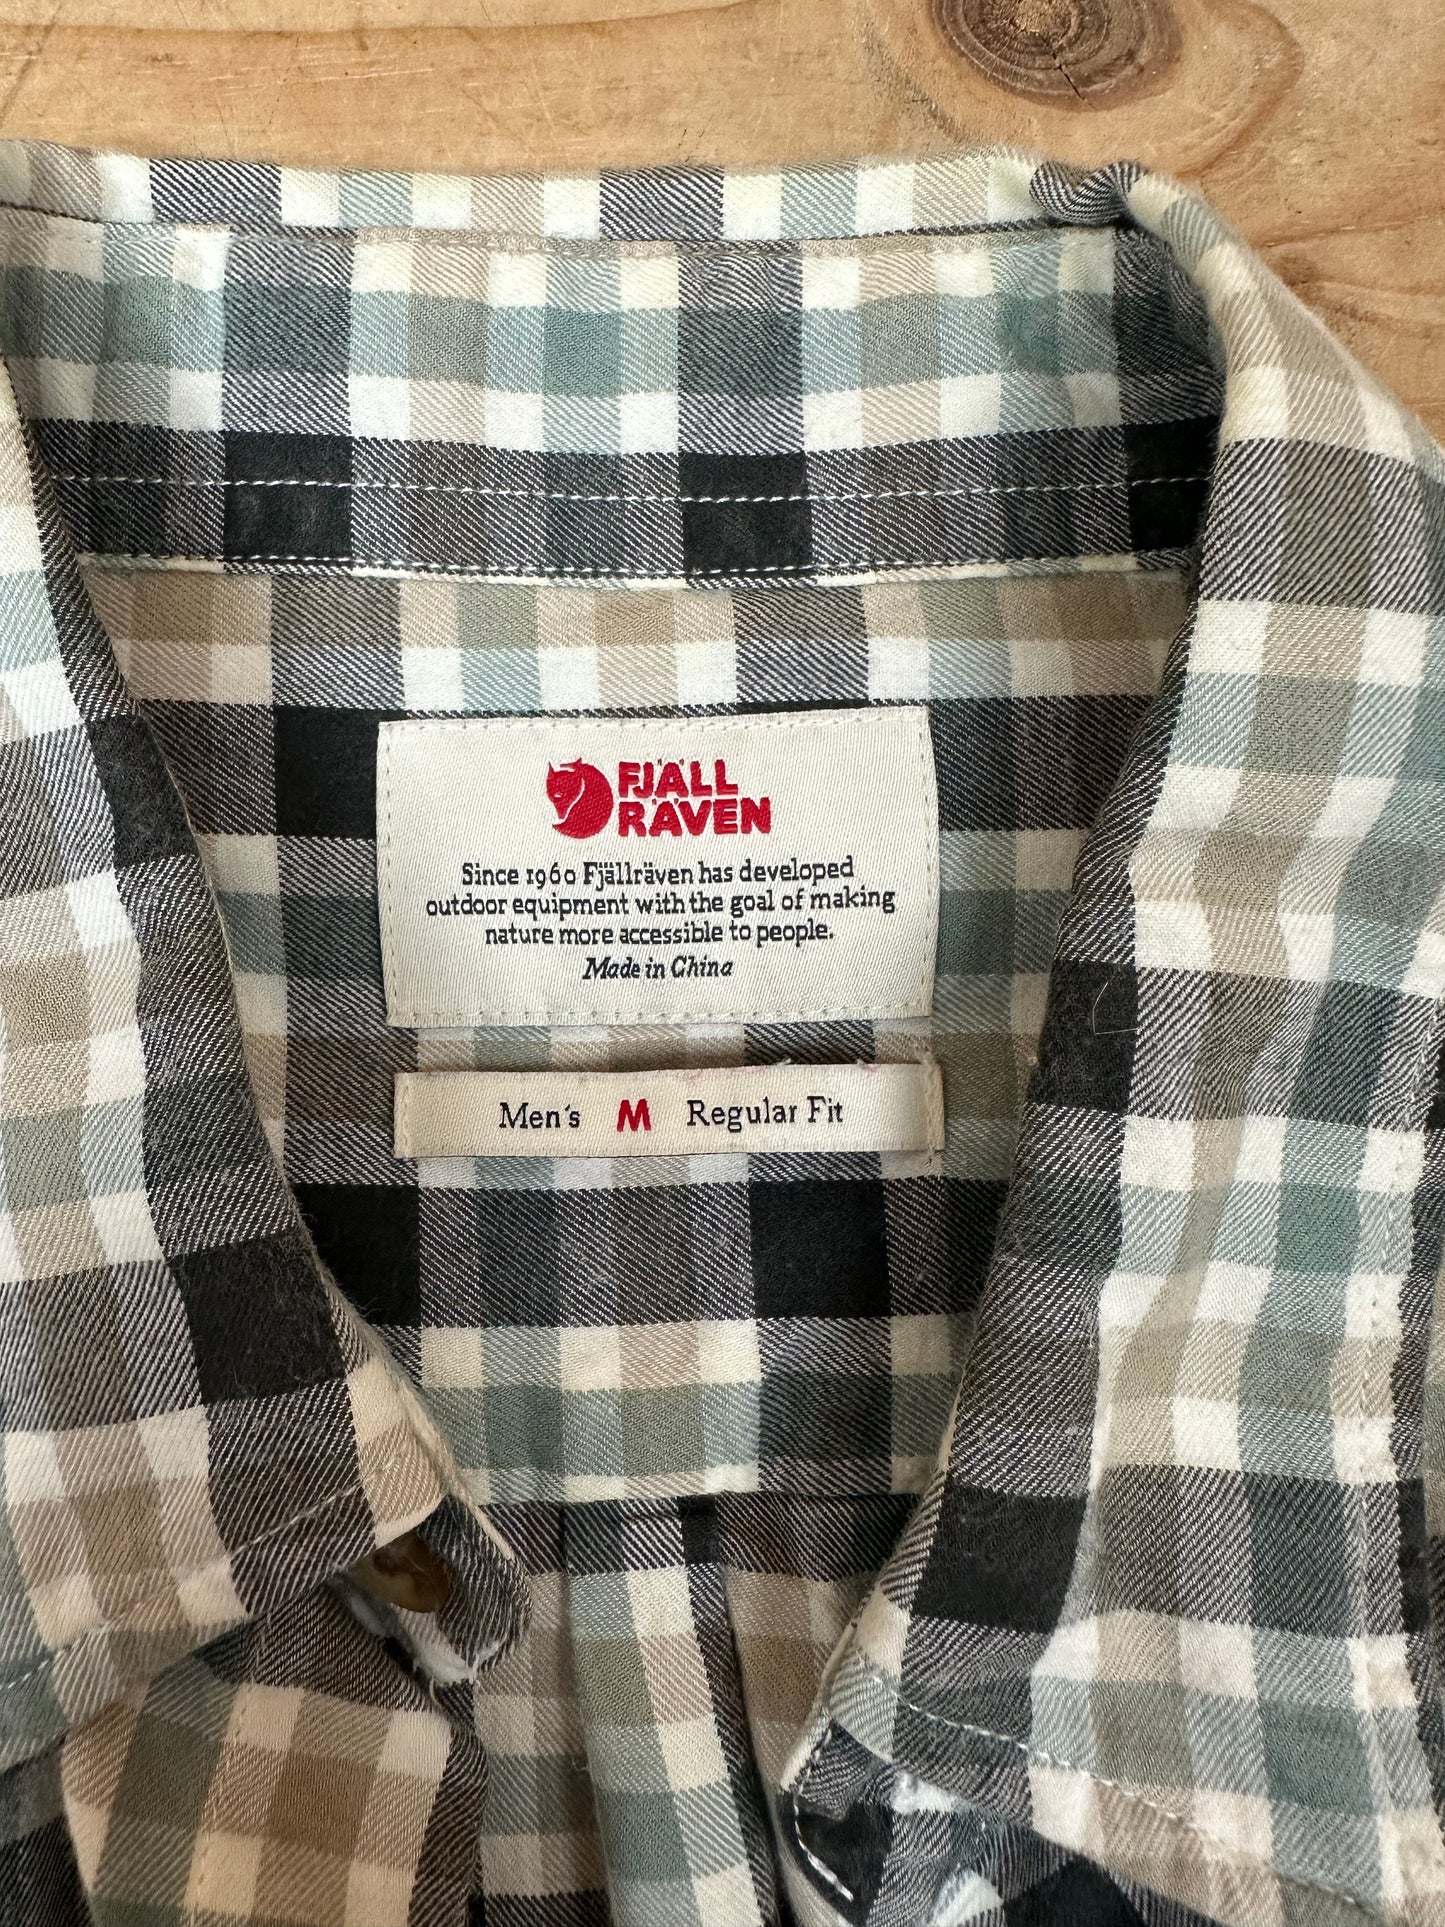 FJÄLL
RÄVEN
Since 1960 Fjällräven has developed
outdoor equipment with the goal of making
nature more accessible to people.
Made in China
Men's M Regular Fit